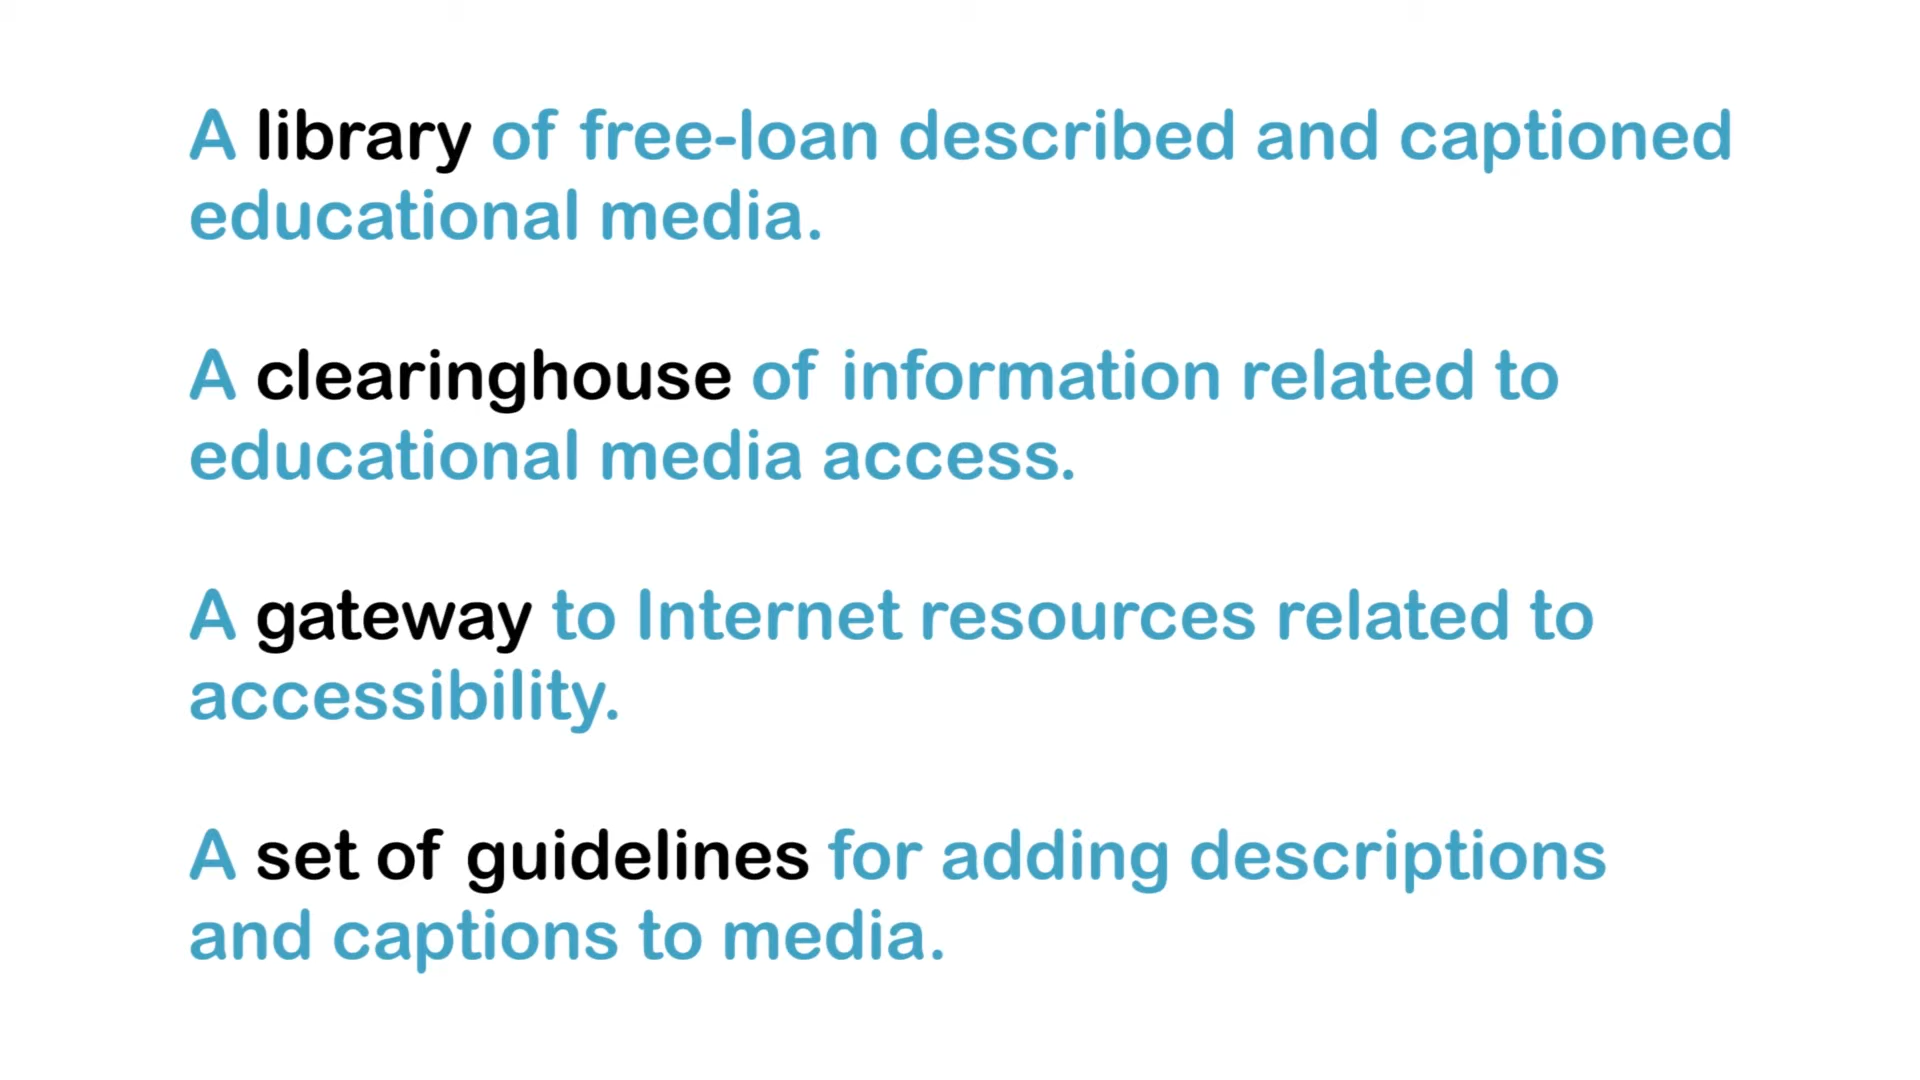 A library of free-loan described and captioned
educational media.
A clearinghouse of information related to
educational media access.
A gateway to Internet resources related to
accessibility.
A set of guidelines for adding descriptions
and captions to media.